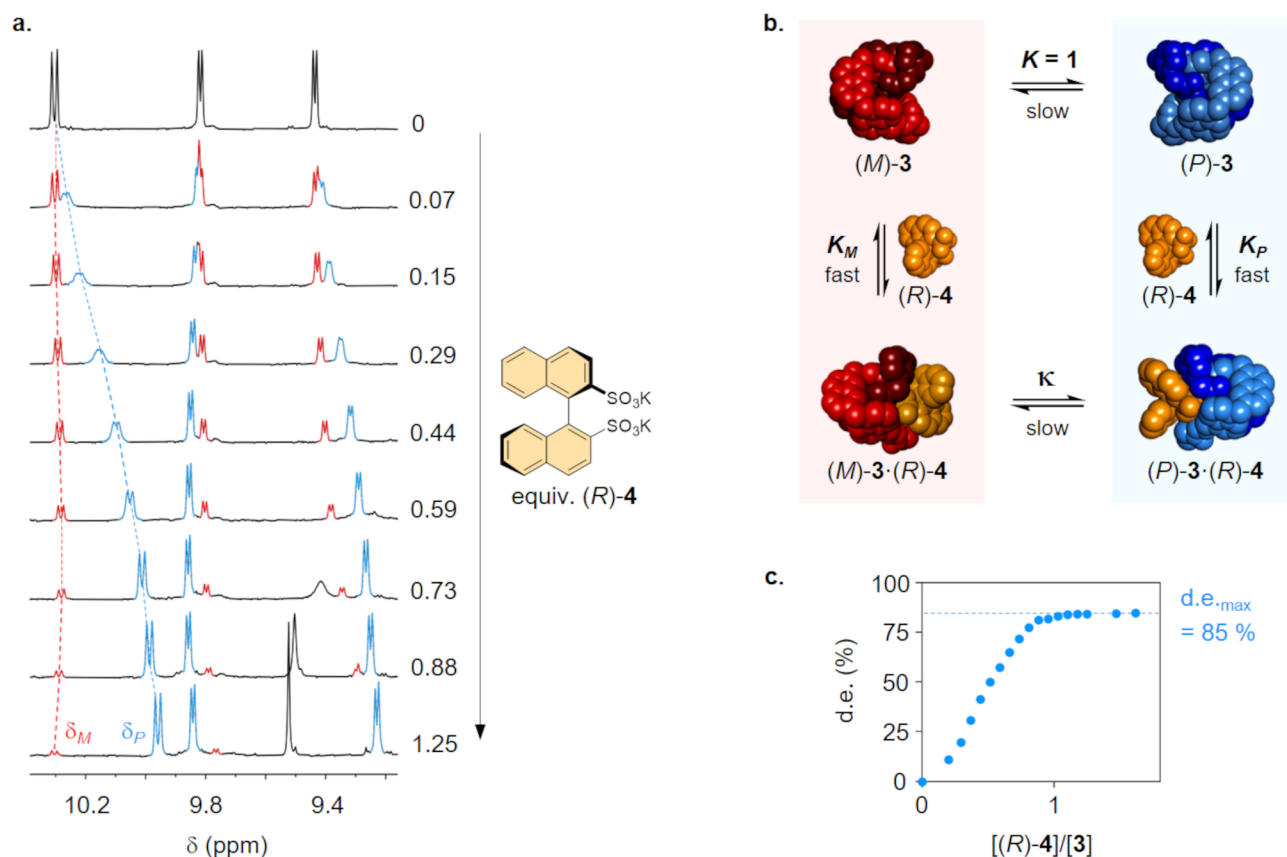 a.
0
0.07
0.15
0.29
0.44
0.59
0.73
0.88
1.25
δM
δP
10.2
9.8
9.4
δ (ppm)
SO3K
SO3K
equiv. (R)-4
b.
K = 1
slow
(M)-3
(P)-3
KM
fast
(R)-4
(R)-4
KP
fast
κ
slow
(M)-3·(R)-4
(P)-3·(R)-4
c.
100
75
50
25
0
d.e. (%)
0
1
[(R)-4]/[3]
d.e.max
= 85 %